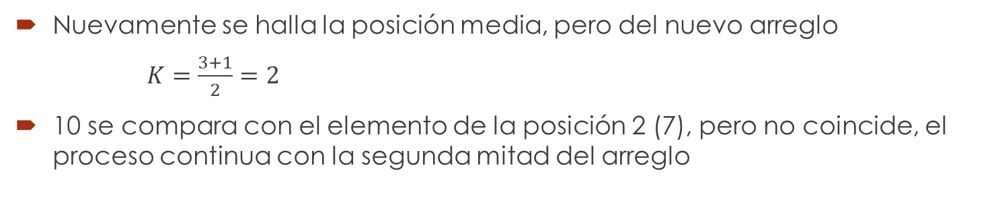 Nuevamente se halla la posición media, pero del nuevo arreglo
K = \frac{3+1}{2} = 2
10 se compara con el elemento de la posición 2 (7), pero no coincide, el
proceso continua con la segunda mitad del arreglo